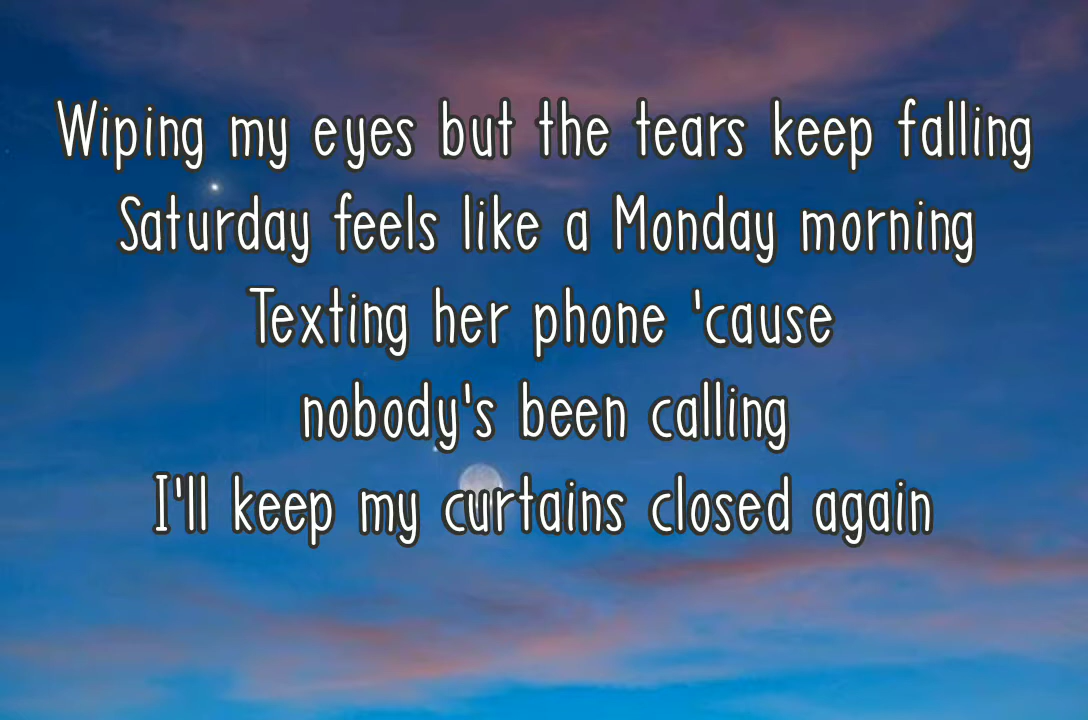 Wiping my eyes but the tears keep falling
Saturday feels like a Monday morning
Texting her phone 'cause
nobody's been calling
I'll keep my curtains closed again